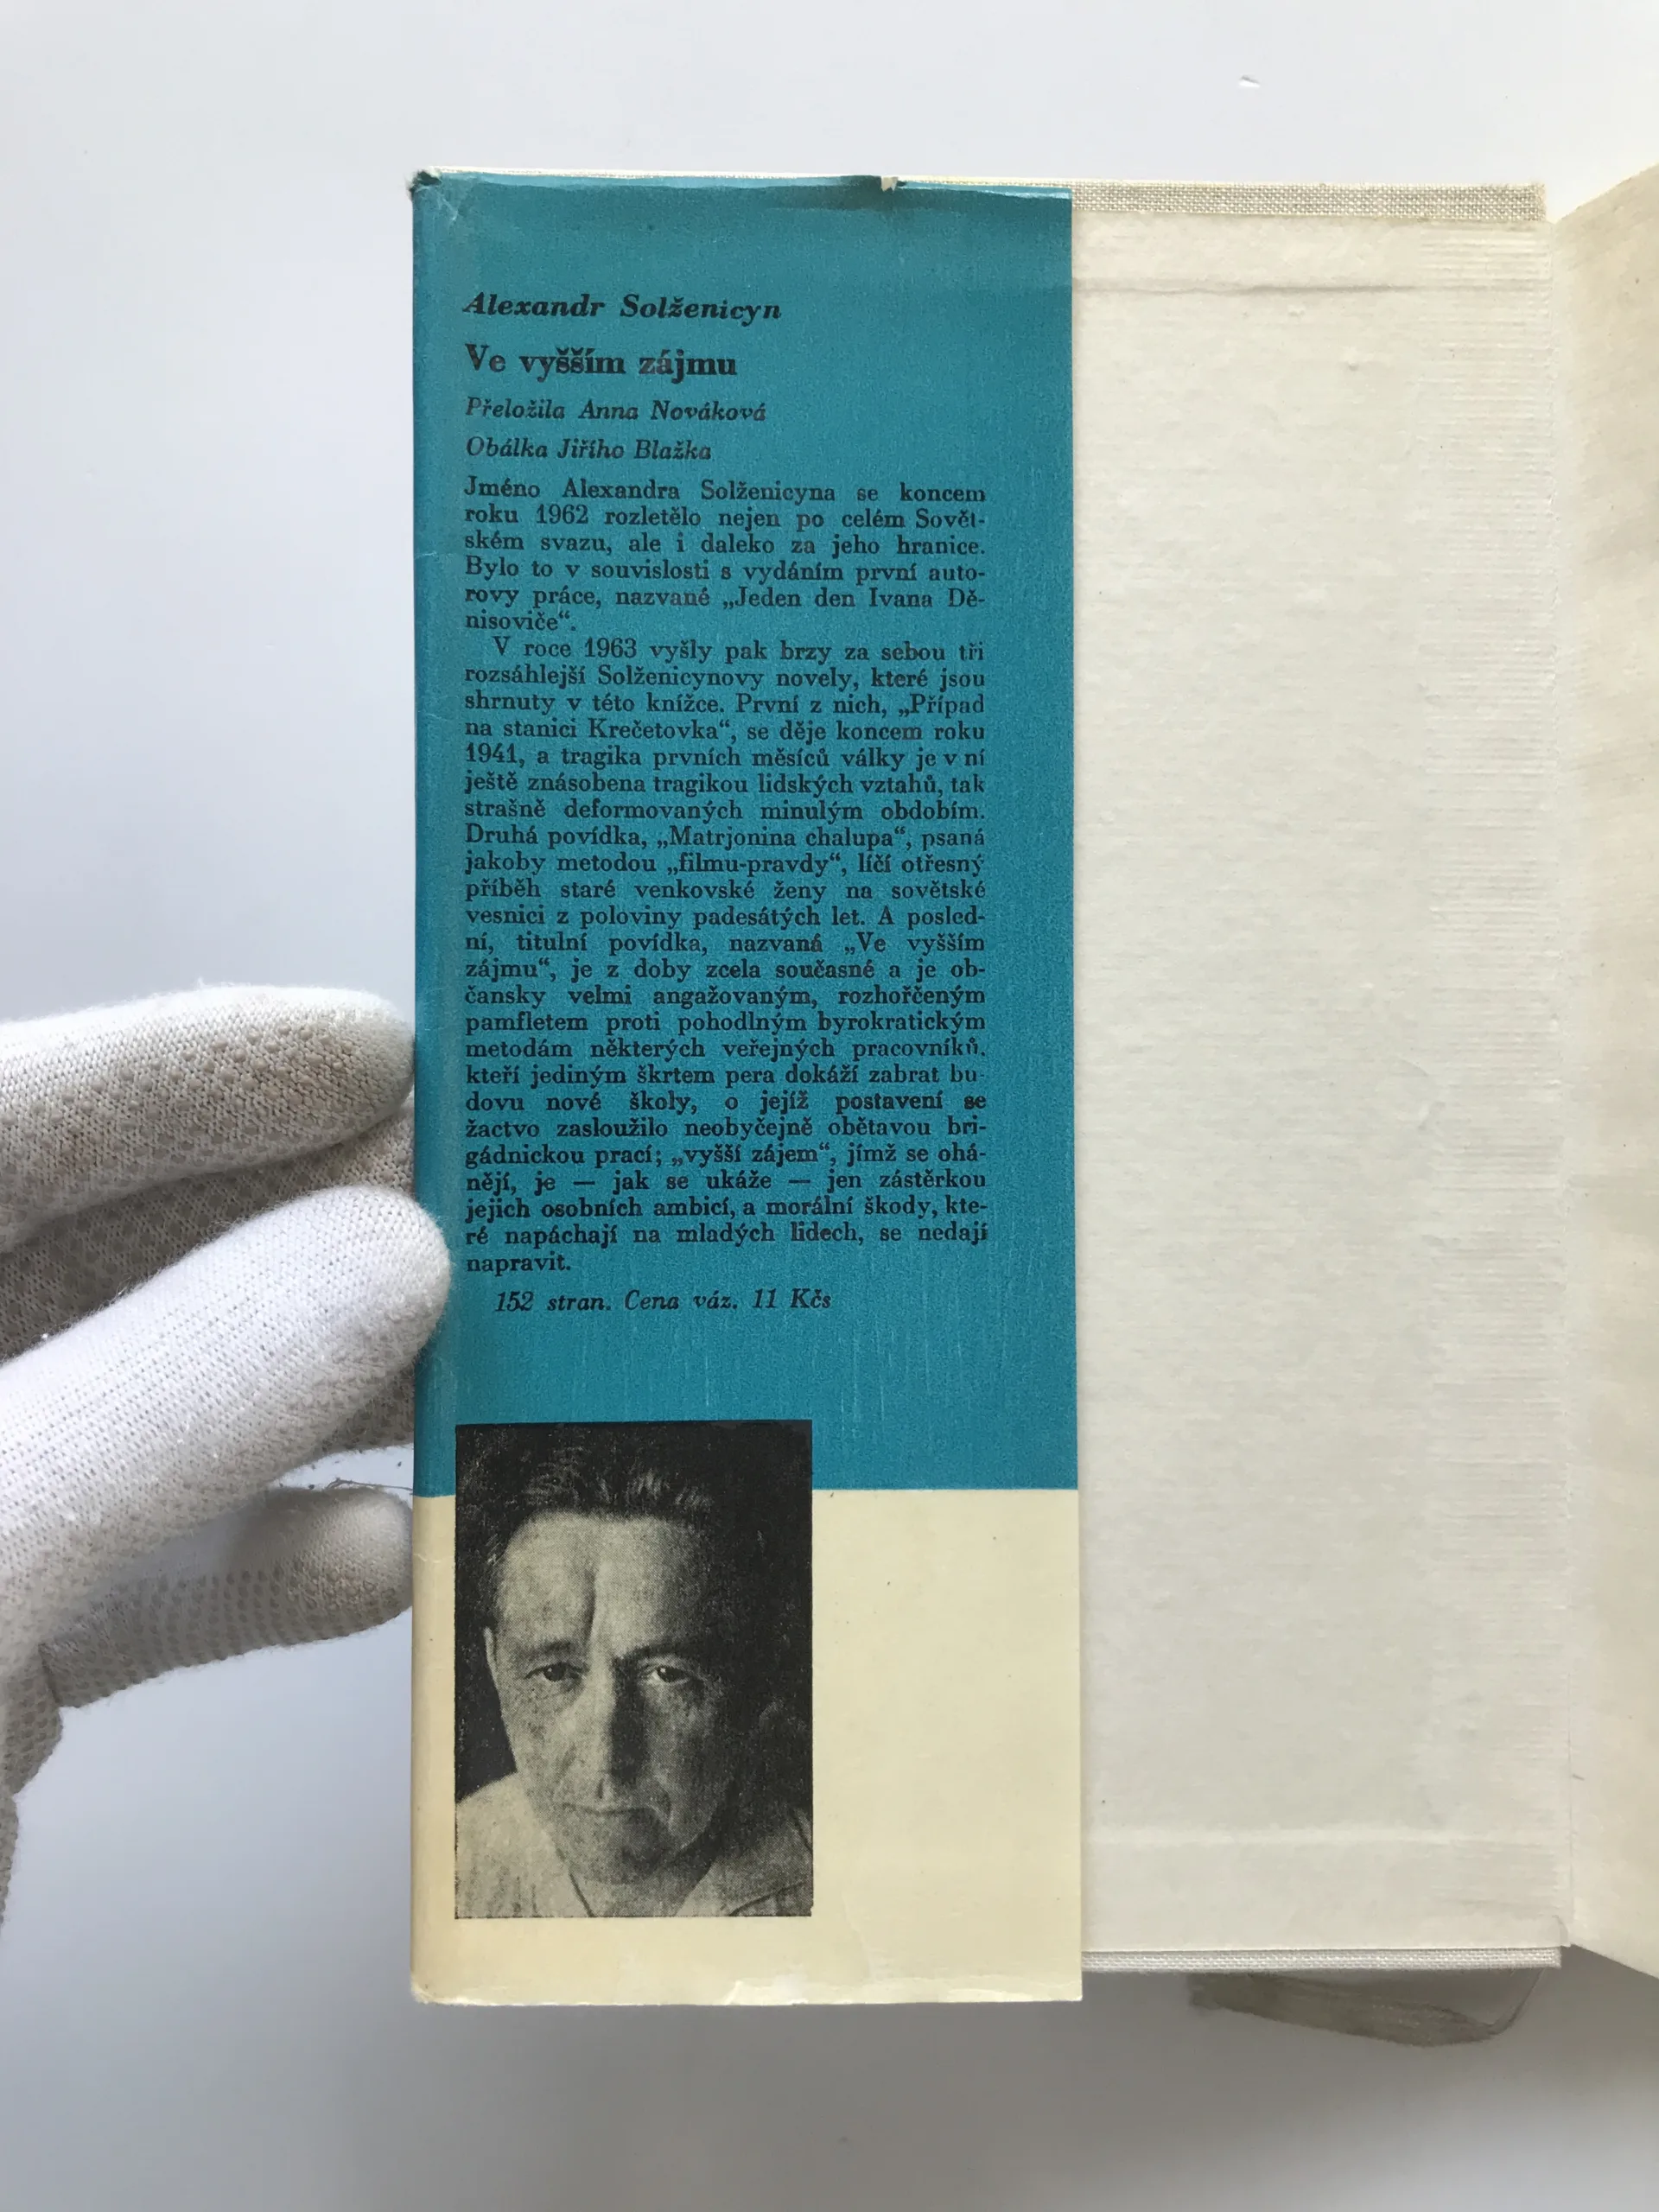 Alexandr Solženicyn
Ve vyšším zájmu
Přeložila Anna Nováková
Obálka Jiřího Blažka
Jméno Alexandra Solženicyna se koncem
roku 1962 rozletělo nejen po celém Sovět-
ském svazu, ale i daleko za jeho hranice.
Bylo to v souvislosti s vydáním první auto-
rovy práce, nazvané „Jeden den Ivana Dě-
nisoviče“.
V roce 1963 vyšly pak brzy za sebou tři
rozsáhlejší Solženicynovy novely, které jsou
shrnuty v této knížce. První z nich, „Případ
na stanici Krečetovka“, se děje koncem roku
1941, a tragika prvních měsíců války je v ní
ještě znásobena tragikou lidských vztahů, tak
strašně deformovaných minulým obdobím.
Druhá povídka, „Matrjonina chalupa“, psaná
jakoby metodou „filmu-pravdy“, líčí otřesný
příběh staré venkovské ženy na sovětské
vesnici z poloviny padesátých let. A posled-
ní, titulní povídka, nazvaná „Ve vyšším
zájmu“, je z doby zcela současné a je ob-
čansky velmi angažovaným, rozhořčeným
pamfletem proti pohodlným byrokratickým
metodám některých veřejných pracovníků,
kteří jediným škrtem pera dokáží zabrat bu-
dovu nové školy, o jejíž postavení se
žactvo zasloužilo neobyčejně obětavou bri-
gádnickou prací; „vyšší zájem“, jímž se ohá-
nějí, je — jak se ukáže — jen zástěrkou
jejich osobních ambicí, a morální škody, kte-
ré napáchají na mladých lidech, se nedají
napravit.
152 stran. Cena váz. 11 Kčs